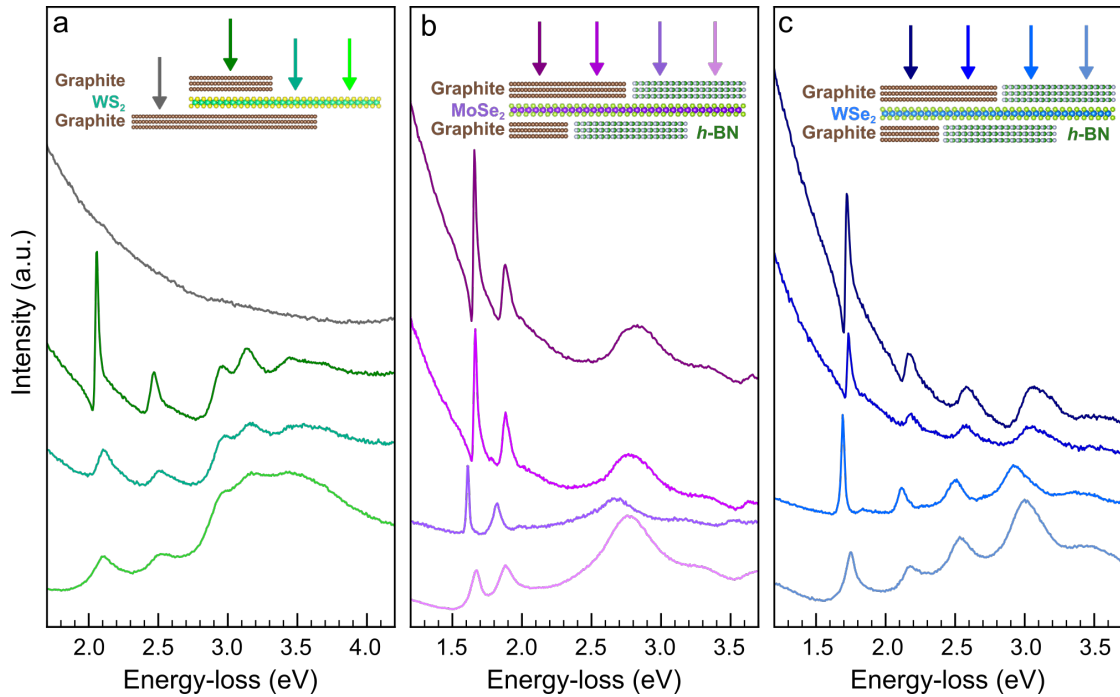 a
Graphite
WS2
Graphite
b
Graphite
MoSe2
Graphite
h-BN
c
Graphite
WSe2
Graphite
h-BN
Intensity (a.u.)
2.0 2.5 3.0 3.5 4.0
1.5 2.0 2.5 3.0 3.5
1.5 2.0 2.5 3.0 3.5
Energy-loss (eV)
Energy-loss (eV)
Energy-loss (eV)